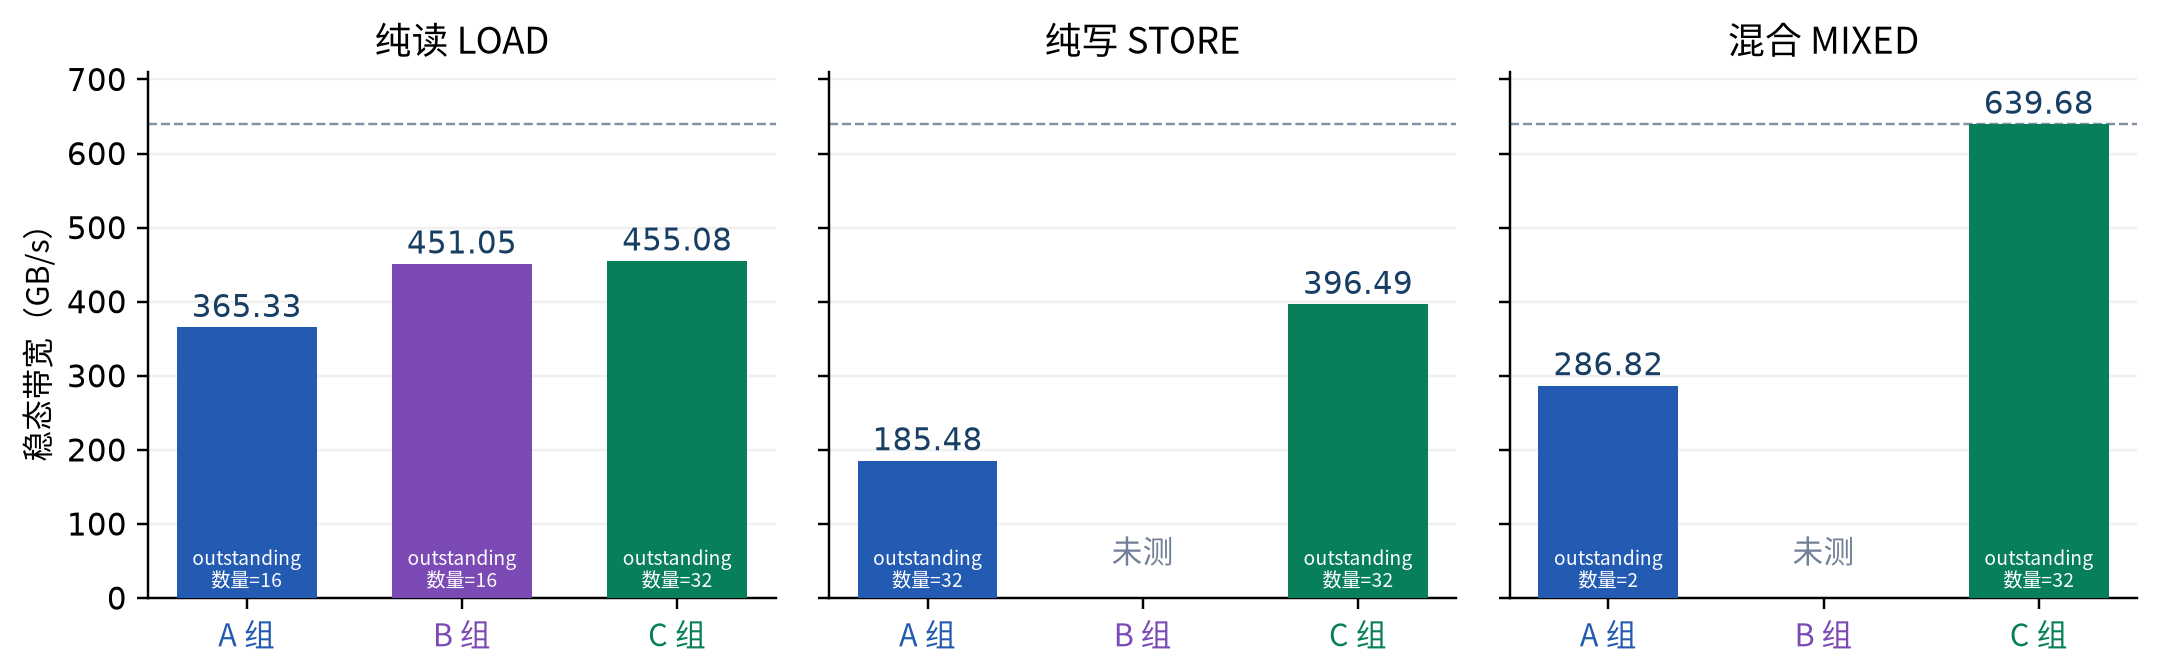 纯读 LOAD
纯写 STORE
混合 MIXED
稳态带宽（GB/s）
700
600
500
400
300
200
100
0
365.33
451.05
455.08
outstanding
数量=16
outstanding
数量=16
outstanding
数量=32
A 组
B 组
C 组
185.48
未测
396.49
outstanding
数量=32
outstanding
数量=32
A 组
B 组
C 组
286.82
未测
639.68
outstanding
数量=2
outstanding
数量=32
A 组
B 组
C 组